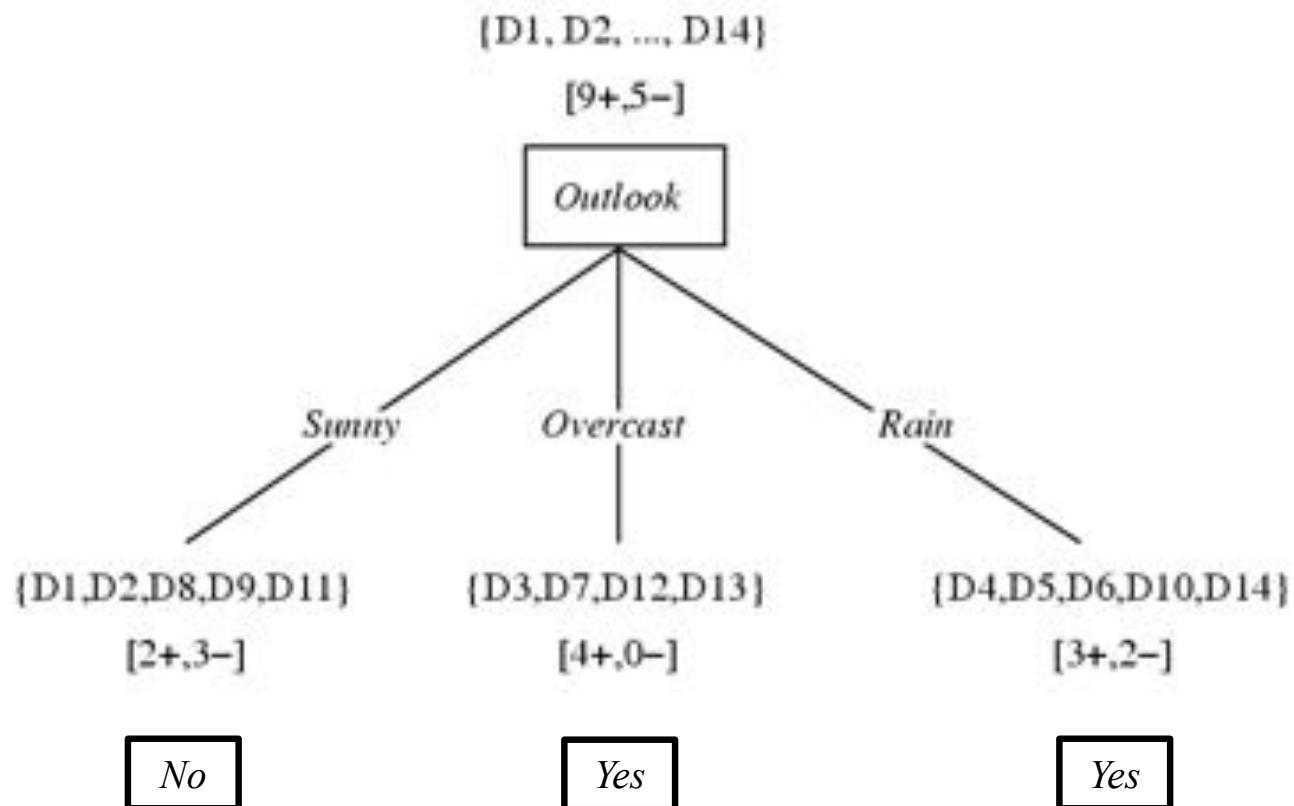 {D1, D2, ..., D14}
[9+,5−]
Outlook
Sunny
Overcast
Rain
{D1,D2,D8,D9,D11}
{D3,D7,D12,D13}
{D4,D5,D6,D10,D14}
[2+,3−]
[4+,0−]
[3+,2−]
No
Yes
Yes